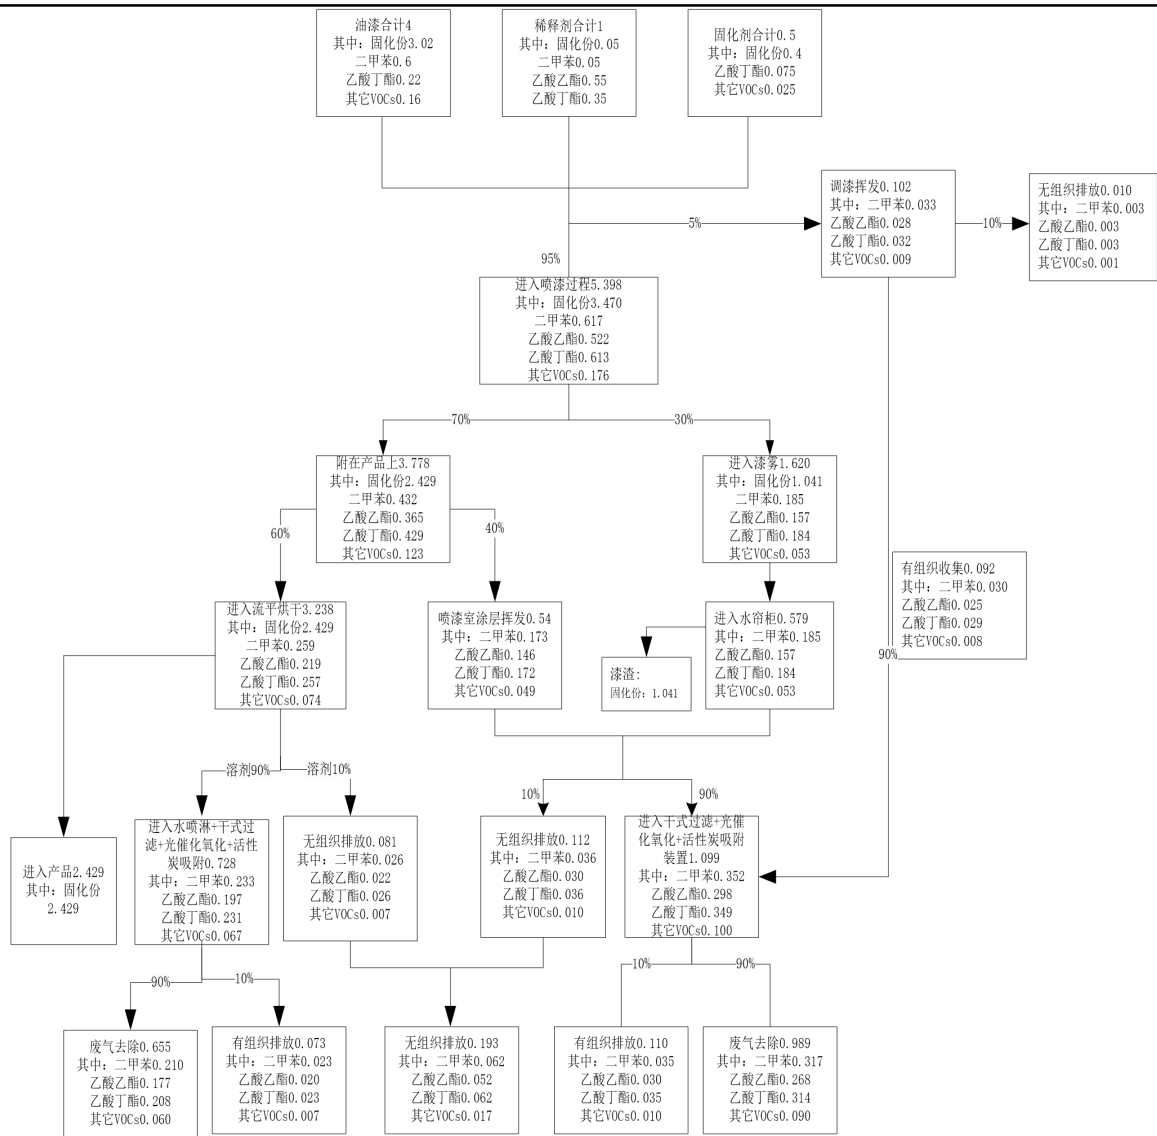 油漆合计4
其中：固化份3.02
二甲苯0.6
乙酸丁酯0.22
其它VOCs0.16
稀释剂合计1
其中：固化份0.05
二甲苯0.05
乙酸乙酯0.55
乙酸丁酯0.35
固化剂合计0.5
其中：固化份0.4
乙酸丁酯0.075
其它VOCs0.025
调漆挥发0.102
其中：二甲苯0.033
乙酸乙酯0.028
乙酸丁酯0.032
其它VOCs0.009
无组织排放0.010
其中：二甲苯0.003
乙酸乙酯0.003
乙酸丁酯0.003
其它VOCs0.001
5%
10%
95%
进入喷漆过程5.398
其中：固化份3.470
二甲苯0.617
乙酸乙酯0.522
乙酸丁酯0.613
其它VOCs0.176
70%
30%
附在产品上3.778
其中：固化份2.429
二甲苯0.432
乙酸乙酯0.365
乙酸丁酯0.429
其它VOCs0.123
进入漆雾1.620
其中：固化份1.041
二甲苯0.185
乙酸乙酯0.157
乙酸丁酯0.184
其它VOCs0.053
60%
40%
有组织收集0.092
其中：二甲苯0.030
乙酸乙酯0.025
乙酸丁酯0.029
其它VOCs0.008
90%
进入流平烘干3.238
其中：固化份2.429
二甲苯0.259
乙酸乙酯0.219
乙酸丁酯0.257
其它VOCs0.074
喷漆室涂层挥发0.54
其中：二甲苯0.173
乙酸乙酯0.146
乙酸丁酯0.172
其它VOCs0.049
漆渣：
固化份：1.041
进入水帘柜0.579
其中：二甲苯0.185
乙酸乙酯0.157
乙酸丁酯0.184
其它VOCs0.053
溶剂90%
溶剂10%
10%
90%
进入产品2.429
其中：固化份
2.429
进入水喷淋+干式过
滤+光催化氧化+活性
炭吸附0.728
其中：二甲苯0.233
乙酸乙酯0.197
乙酸丁酯0.231
其它VOCs0.067
无组织排放0.081
其中：二甲苯0.026
乙酸乙酯0.022
乙酸丁酯0.026
其它VOCs0.007
无组织排放0.112
其中：二甲苯0.036
乙酸乙酯0.030
乙酸丁酯0.036
其它VOCs0.010
进入干式过滤+光催
化氧化+活性炭吸附
装置1.099
其中：二甲苯0.352
乙酸乙酯0.298
乙酸丁酯0.349
其它VOCs0.100
90%
10%
10%
90%
废气去除0.655
其中：二甲苯0.210
乙酸乙酯0.177
乙酸丁酯0.208
其它VOCs0.060
有组织排放0.073
其中：二甲苯0.023
乙酸乙酯0.020
乙酸丁酯0.023
其它VOCs0.007
无组织排放0.193
其中：二甲苯0.062
乙酸乙酯0.052
乙酸丁酯0.062
其它VOCs0.017
有组织排放0.110
其中：二甲苯0.035
乙酸乙酯0.030
乙酸丁酯0.035
其它VOCs0.010
废气去除0.989
其中：二甲苯0.317
乙酸乙酯0.268
乙酸丁酯0.314
其它VOCs0.090